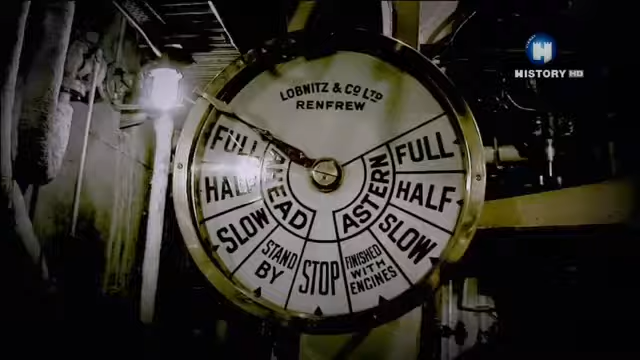 LOBNITZ & CO LTD
RENFREW
FULL
HALF
SLOW
AHEAD
STAND
BY
STOP
FINISHED
WITH
ENGINES
ASTERN
SLOW
HALF
FULL
HISTORY HD